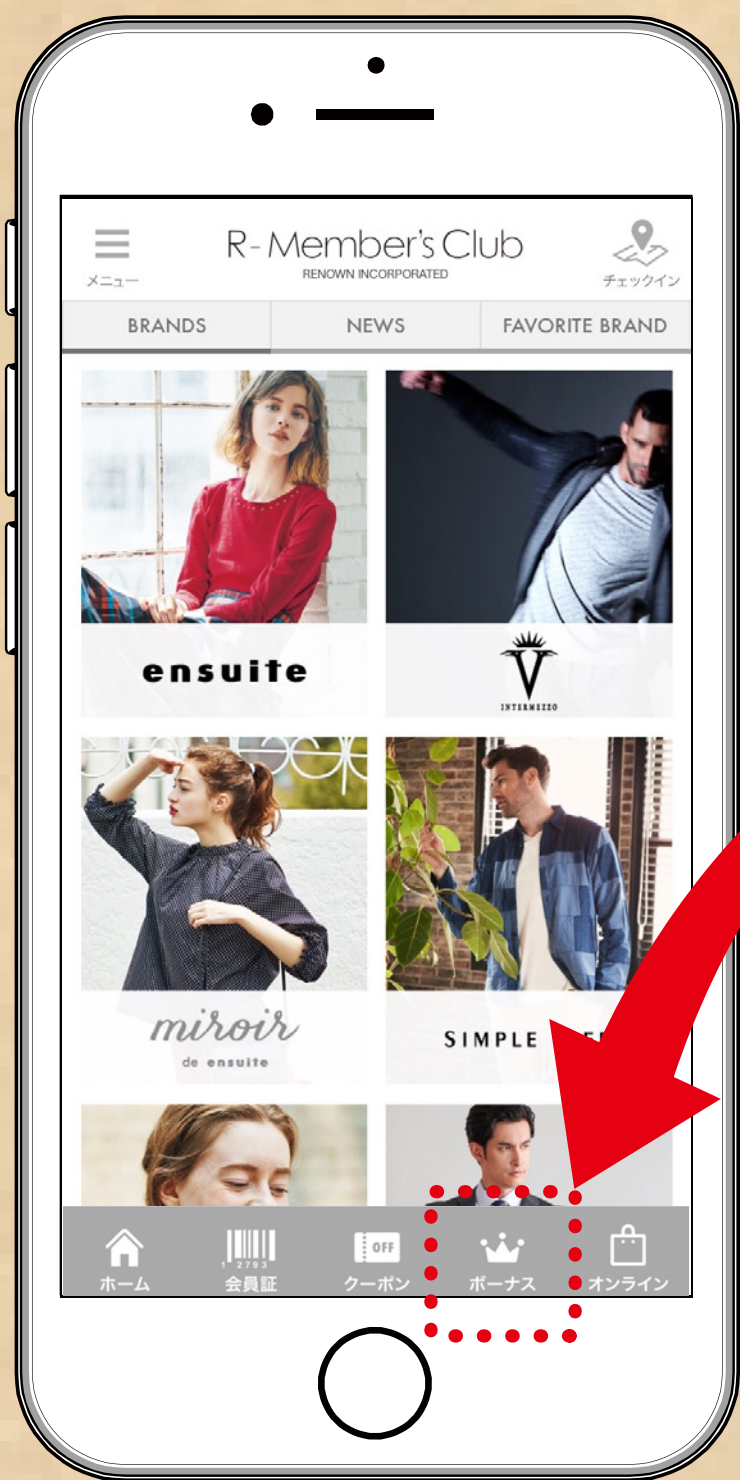 R-Member's Club
RENOWN INCORPORATED
メニュー
チェックイン
BRANDS
NEWS
FAVORITE BRAND
ensuite
V
INTERMEZZO
miroir
de ensuite
SIMPLE
1 2793
OFF
ホーム
会員証
クーポン
ボーナス
オンライン